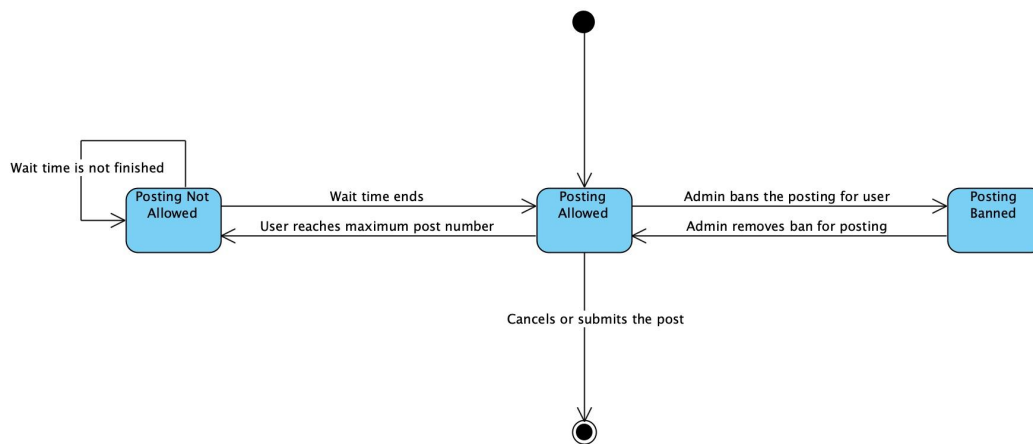 Wait time is not finished
Posting Not
Allowed
Wait time ends
User reaches maximum post number
Posting
Allowed
Admin bans the posting for user
Admin removes ban for posting
Posting
Banned
Cancels or submits the post